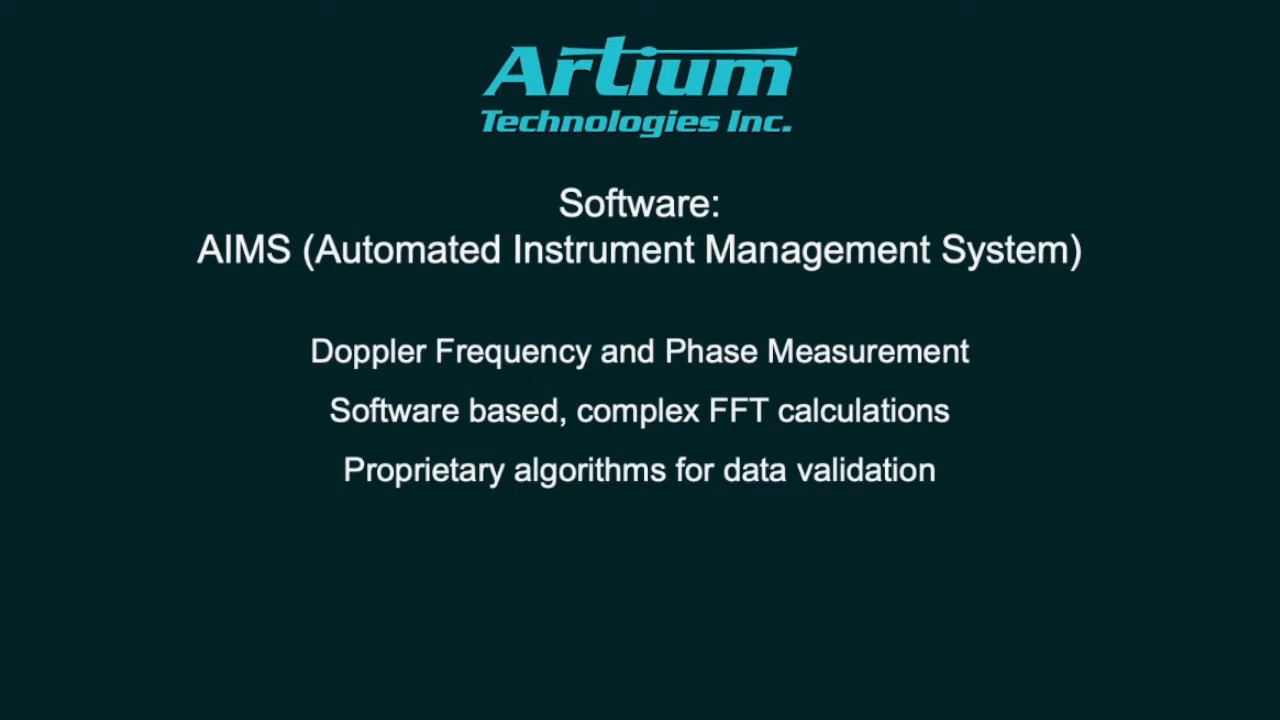 Artium
Technologies Inc.
Software:
AIMS (Automated Instrument Management System)
Doppler Frequency and Phase Measurement
Software based, complex FFT calculations
Proprietary algorithms for data validation